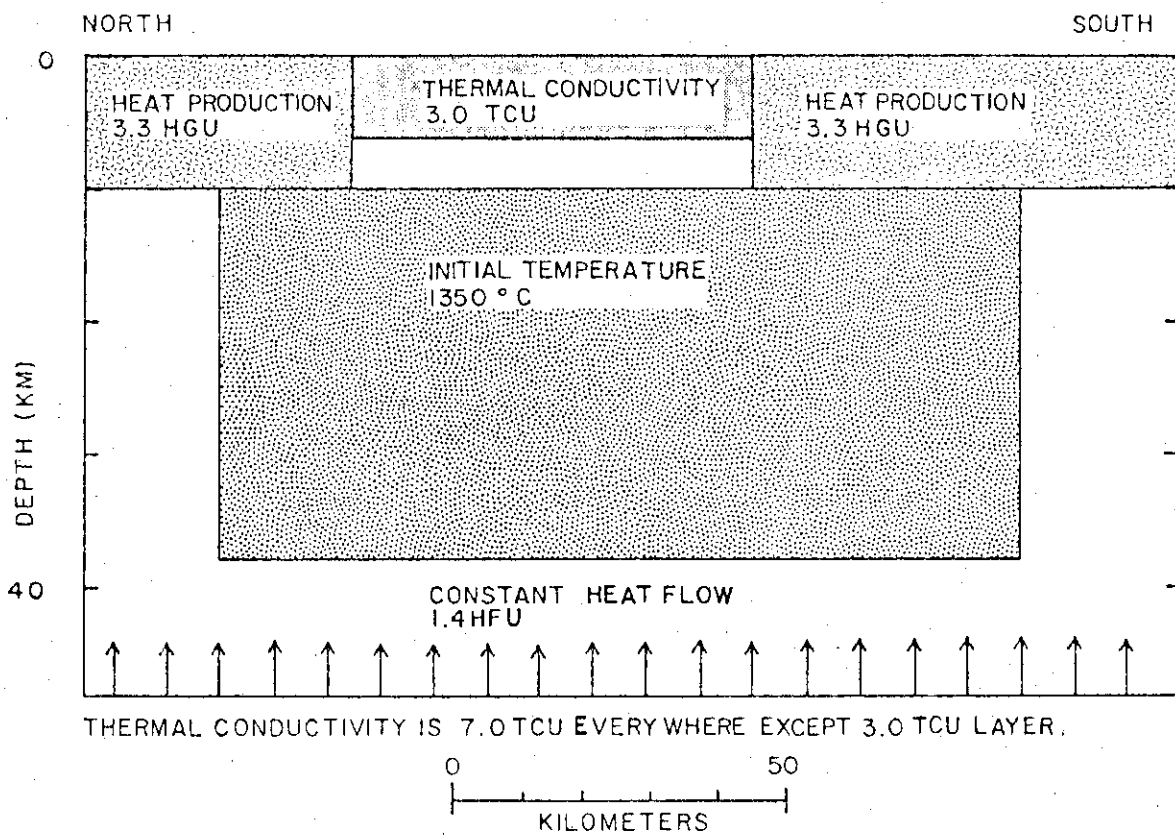 NORTH
SOUTH
0
HEAT PRODUCTION
3.3 HGU
THERMAL CONDUCTIVITY
3.0 TCU
HEAT PRODUCTION
3.3 HGU
INITIAL TEMPERATURE
1350 °C
DEPTH (KM)
40
CONSTANT HEAT FLOW
1.4 HFU
THERMAL CONDUCTIVITY IS 7.0 TCU EVERYWHERE EXCEPT 3.0 TCU LAYER.
0 50
KILOMETERS